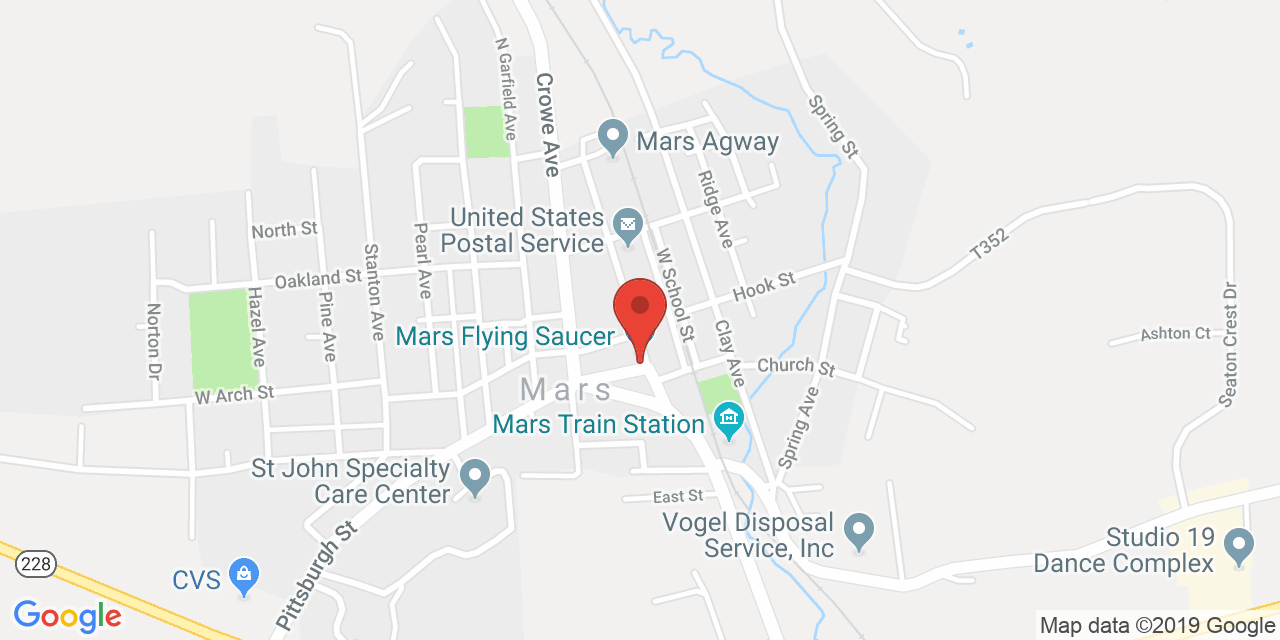 N Garfield Ave
Crowe Ave
Spring St
Mars Agway
Ridge Ave
United States
Postal Service
North St
Pearl Ave
Stanton Ave
W School St
T352
Oakland St
Hook St
Hazel Ave
Pine Ave
Norton Dr
Mars Flying Saucer
Clay Ave
Ashton Ct
Seaton Crest Dr
Church St
W Arch St
Mars
Mars Train Station
Spring Ave
St John Specialty
Care Center
East St
Vogel Disposal
Service, Inc
Studio 19
Dance Complex
228
CVS
Pittsburgh St
Google
Map data ©2019 Google